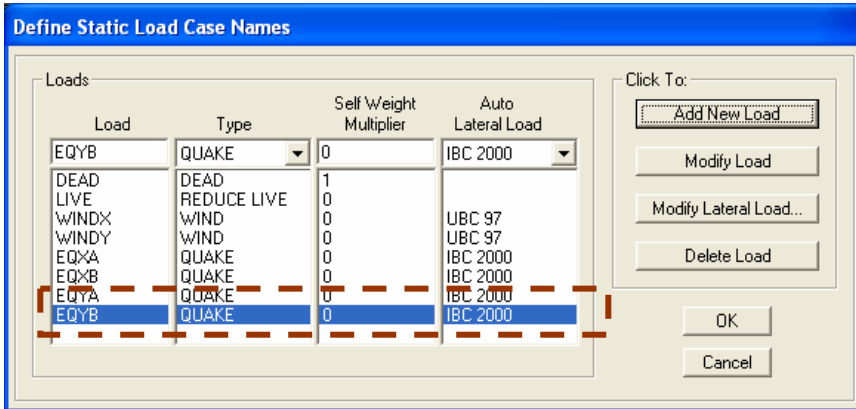 Define Static Load Case Names
Loads
Load Type Self Weight Multiplier Auto Lateral Load
EQYB QUAKE 0 IBC 2000
DEAD DEAD 1
LIVE REDUCE LIVE 0
WINDX WIND 0 UBC 97
WINDY WIND 0 UBC 97
EQXA QUAKE 0 IBC 2000
EQXB QUAKE 0 IBC 2000
EQYA QUAKE 0 IBC 2000
EQYB QUAKE 0 IBC 2000
Click To:
Add New Load
Modify Load
Modify Lateral Load...
Delete Load
OK
Cancel